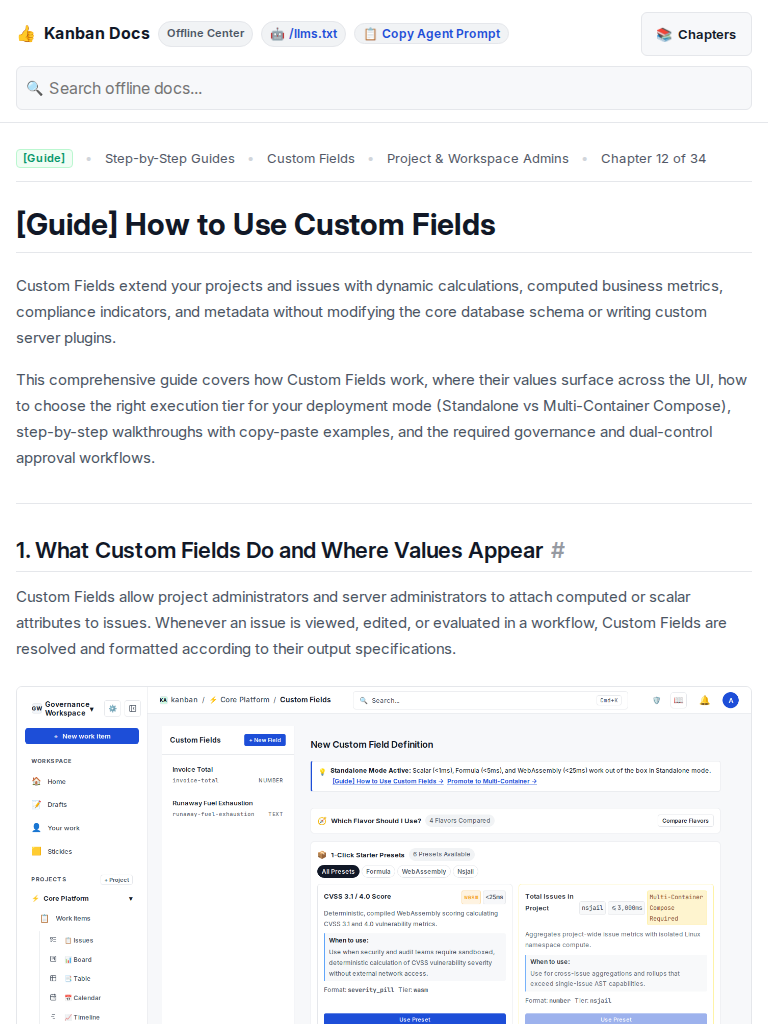 👍 Kanban Docs Offline Center 🤖 /llms.txt 📋 Copy Agent Prompt 📚 Chapters
🔍 Search offline docs...
[Guide] • Step-by-Step Guides • Custom Fields • Project & Workspace Admins • Chapter 12 of 34
[Guide] How to Use Custom Fields
Custom Fields extend your projects and issues with dynamic calculations, computed business metrics,
compliance indicators, and metadata without modifying the core database schema or writing custom
server plugins.
This comprehensive guide covers how Custom Fields work, where their values surface across the UI, how
to choose the right execution tier for your deployment mode (Standalone vs Multi-Container Compose),
step-by-step walkthroughs with copy-paste examples, and the required governance and dual-control
approval workflows.
1. What Custom Fields Do and Where Values Appear #
Custom Fields allow project administrators and server administrators to attach computed or scalar
attributes to issues. Whenever an issue is viewed, edited, or evaluated in a workflow, Custom Fields are
resolved and formatted according to their output specifications.
GW Governance Workspace ▾
KA kanban / ⚡ Core Platform / Custom Fields
🔍 Search... Cmd+K
A
+ New work item
WORKSPACE
🏠 Home
📝 Drafts
👤 Your work
🟨 Stickies
PROJECTS + Project
⚡ Core Platform ▾
📋 Work Items
📋 Issues
📊 Board
📑 Table
📅 Calendar
📈 Timeline
Custom Fields + New Field
Invoice Total
invoice-total NUMBER
Runaway Fuel Exhaustion
runaway-fuel-exhaustion TEXT
New Custom Field Definition
💡 Standalone Mode Active: Scalar (<1ms), Formula (<5ms), and WebAssembly (<25ms) work out of the box in Standalone mode.
[Guide] How to Use Custom Fields → Promote to Multi-Container →
🧭 Which Flavor Should I Use? 4 Flavors Compared Compare Flavors
📦 1-Click Starter Presets 6 Presets Available
All Presets Formula WebAssembly Nsjail
CVSS 3.1 / 4.0 Score wasm <25ms
Deterministic, compiled WebAssembly scoring calculating
CVSS 3.1 and 4.0 vulnerability metrics.
When to use:
Use when security and audit teams require sandboxed,
deterministic calculation of CVSS vulnerability severity
without external network access.
Format: severity_pill Tier: wasm
Use Preset
Total Issues in
Project
nsjail ≤3,000ms
Multi-Container
Compose
Required
Aggregates project-wide issue metrics with isolated Linux
namespace compute.
When to use:
Use for cross-issue aggregations and rollups that
exceed single-issue AST capabilities.
Format: number Tier: nsjail
Use Preset